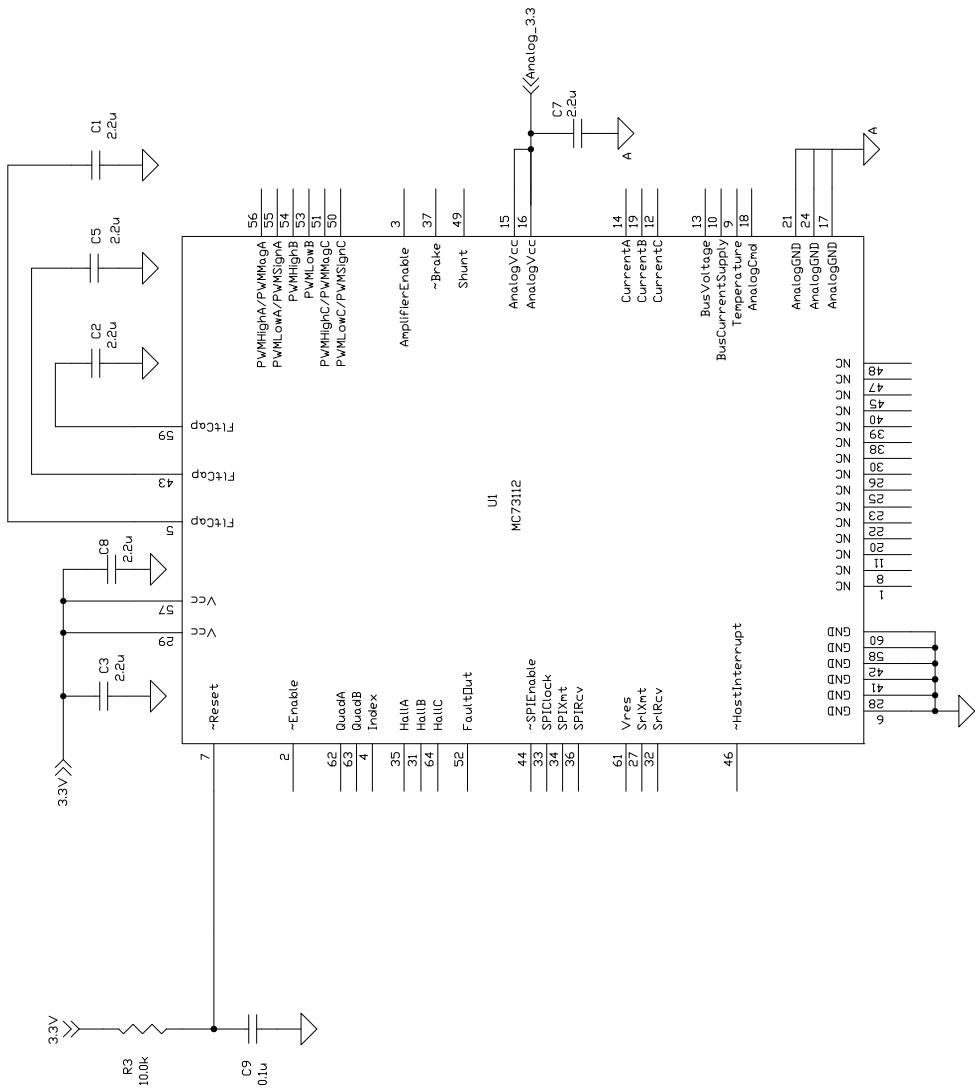 Analog_3.3
C7
2.2u
A
A
C1
2.2u
C5
2.2u
C2
2.2u
56
55
54
53
51
50
3
37
49
15
16
14
19
12
13
10
9
18
21
24
17
PWMHighA/PWMMagA
PWMLowA/PWMSignA
PWMHighB
PWMLowB
PWMHighC/PWMMagC
PWMLowC/PWMSignC
AmplifierEnable
~Brake
Shunt
AnalogVcc
AnalogVcc
CurrentA
CurrentB
CurrentC
BusVoltage
BusCurrentSupply
Temperature
AnalogCmd
AnalogGND
AnalogGND
AnalogGND
59
FltCap
43
FltCap
5
FltCap
57
Vcc
29
Vcc
C8
2.2u
C3
2.2u
3.3V
U1
MC73112
NC 48
NC 47
NC 45
NC 40
NC 39
NC 38
NC 30
NC 26
NC 25
NC 23
NC 22
NC 20
NC 11
NC 8
NC 1
GND 60
GND 58
GND 42
GND 41
GND 28
GND 6
~Reset
~Enable
QuadA
QuadB
Index
HallA
HallB
HallC
FaultOut
~SPIEnable
SPIClock
SPIXmt
SPIRcv
Vres
SrlXmt
SrlRcv
~HostInterrupt
7
2
62
63
4
35
31
64
52
44
33
34
36
61
27
32
46
3.3V
R3
10.0k
C9
0.1u